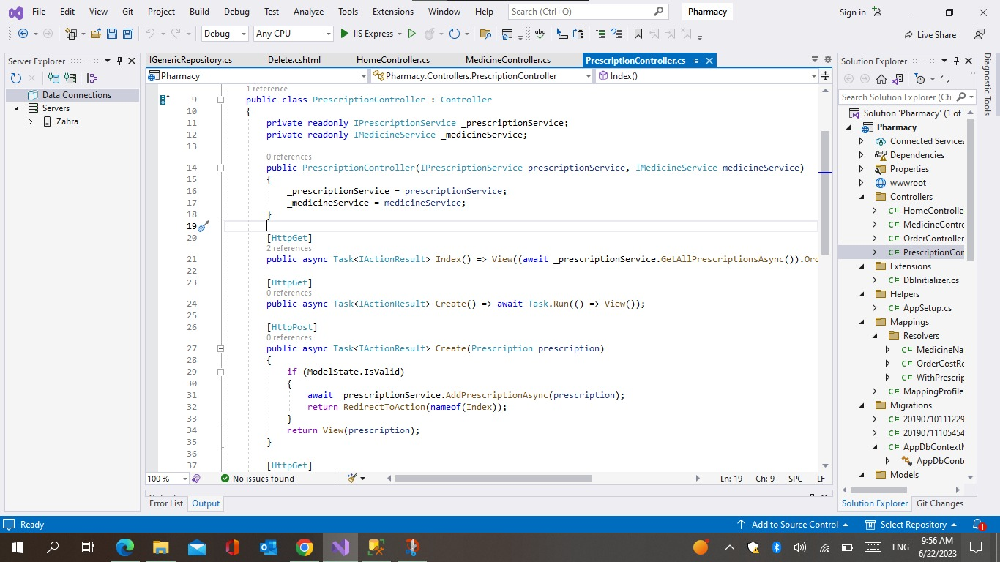 File Edit View Git Project Build Debug Test Analyze Tools Extensions Window Help Search (Ctrl+Q) Pharmacy Sign in
Debug Any CPU IIS Express Live Share
Server Explorer
Data Connections
Servers
Zahra
IGenericRepository.cs Delete.cshtml HomeController.cs MedicineController.cs PrescriptionController.cs
Pharmacy Pharmacy.Controllers.PrescriptionController Index()
1 reference
9 public class PrescriptionController : Controller
10 {
11 private readonly IPrescriptionService _prescriptionService;
12 private readonly IMedicineService _medicineService;
13
0 references
14 public PrescriptionController(IPrescriptionService prescriptionService, IMedicineService medicineService)
15 {
16 _prescriptionService = prescriptionService;
17 _medicineService = medicineService;
18 }
19
20 [HttpGet]
2 references
21 public async Task<IActionResult> Index() => View((await _prescriptionService.GetAllPrescriptionsAsync()).Ord
22
23 [HttpGet]
0 references
24 public async Task<IActionResult> Create() => await Task.Run(() => View());
25
26 [HttpPost]
0 references
27 public async Task<IActionResult> Create(Prescription prescription)
28 {
29 if (ModelState.IsValid)
30 {
31 await _prescriptionService.AddPrescriptionAsync(prescription);
32 return RedirectToAction(nameof(Index));
33 }
34 return View(prescription);
35 }
36
37 [HttpGet]
100 % No issues found Ln: 19 Ch: 9 SPC LF
Error List Output
Solution Explorer
Search Solution Explorer (Ctr
Solution 'Pharmacy' (1 of
Pharmacy
Connected Services
Dependencies
Properties
wwwroot
Controllers
C# HomeControlle
C# MedicineContro
C# OrderController
C# PrescriptionCon
Extensions
C# DbInitializer.cs
Helpers
C# AppSetup.cs
Mappings
Resolvers
C# MedicineNa
C# OrderCostRe
C# WithPrescrip
C# MappingProfile
Migrations
C# 20190710111229
C# 20190711105454
C# AppDbContextM
AppDbConte
Models
Solution Explorer Git Changes
Diagnostic Tools
Ready Add to Source Control Select Repository 1
ENG 9:56 AM
6/22/2023